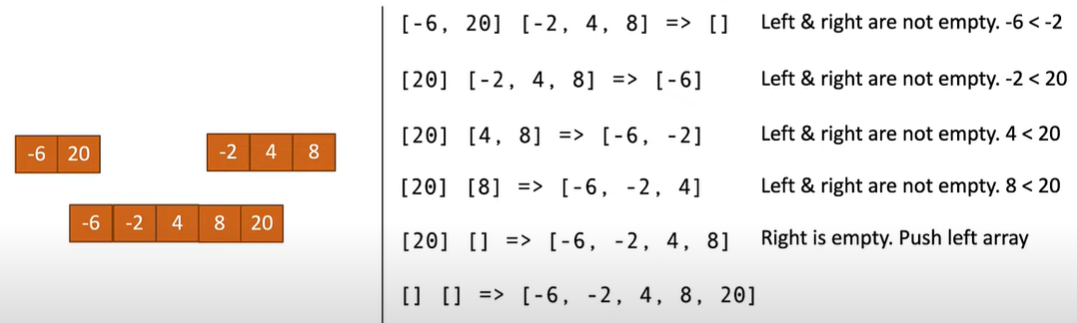 -6 20
-2 4 8
-6 -2 4 8 20
[-6, 20] [-2, 4, 8] => [] Left & right are not empty. -6 < -2
[20] [-2, 4, 8] => [-6] Left & right are not empty. -2 < 20
[20] [4, 8] => [-6, -2] Left & right are not empty. 4 < 20
[20] [8] => [-6, -2, 4] Left & right are not empty. 8 < 20
[20] [] => [-6, -2, 4, 8] Right is empty. Push left array
[] [] => [-6, -2, 4, 8, 20]